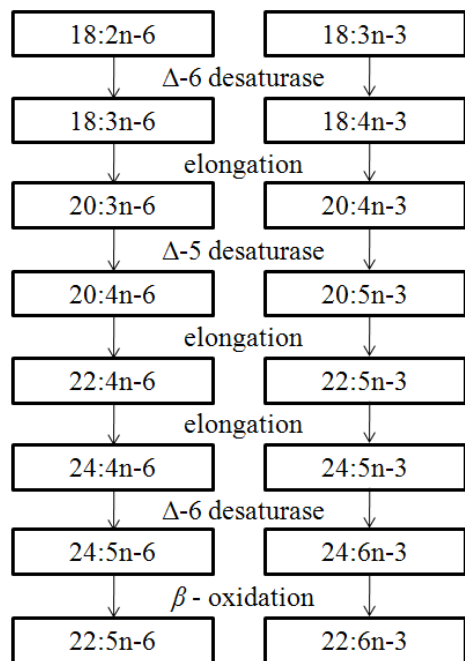 18:2n-6 18:3n-3
Δ-6 desaturase
18:3n-6 18:4n-3
elongation
20:3n-6 20:4n-3
Δ-5 desaturase
20:4n-6 20:5n-3
elongation
22:4n-6 22:5n-3
elongation
24:4n-6 24:5n-3
Δ-6 desaturase
24:5n-6 24:6n-3
β - oxidation
22:5n-6 22:6n-3